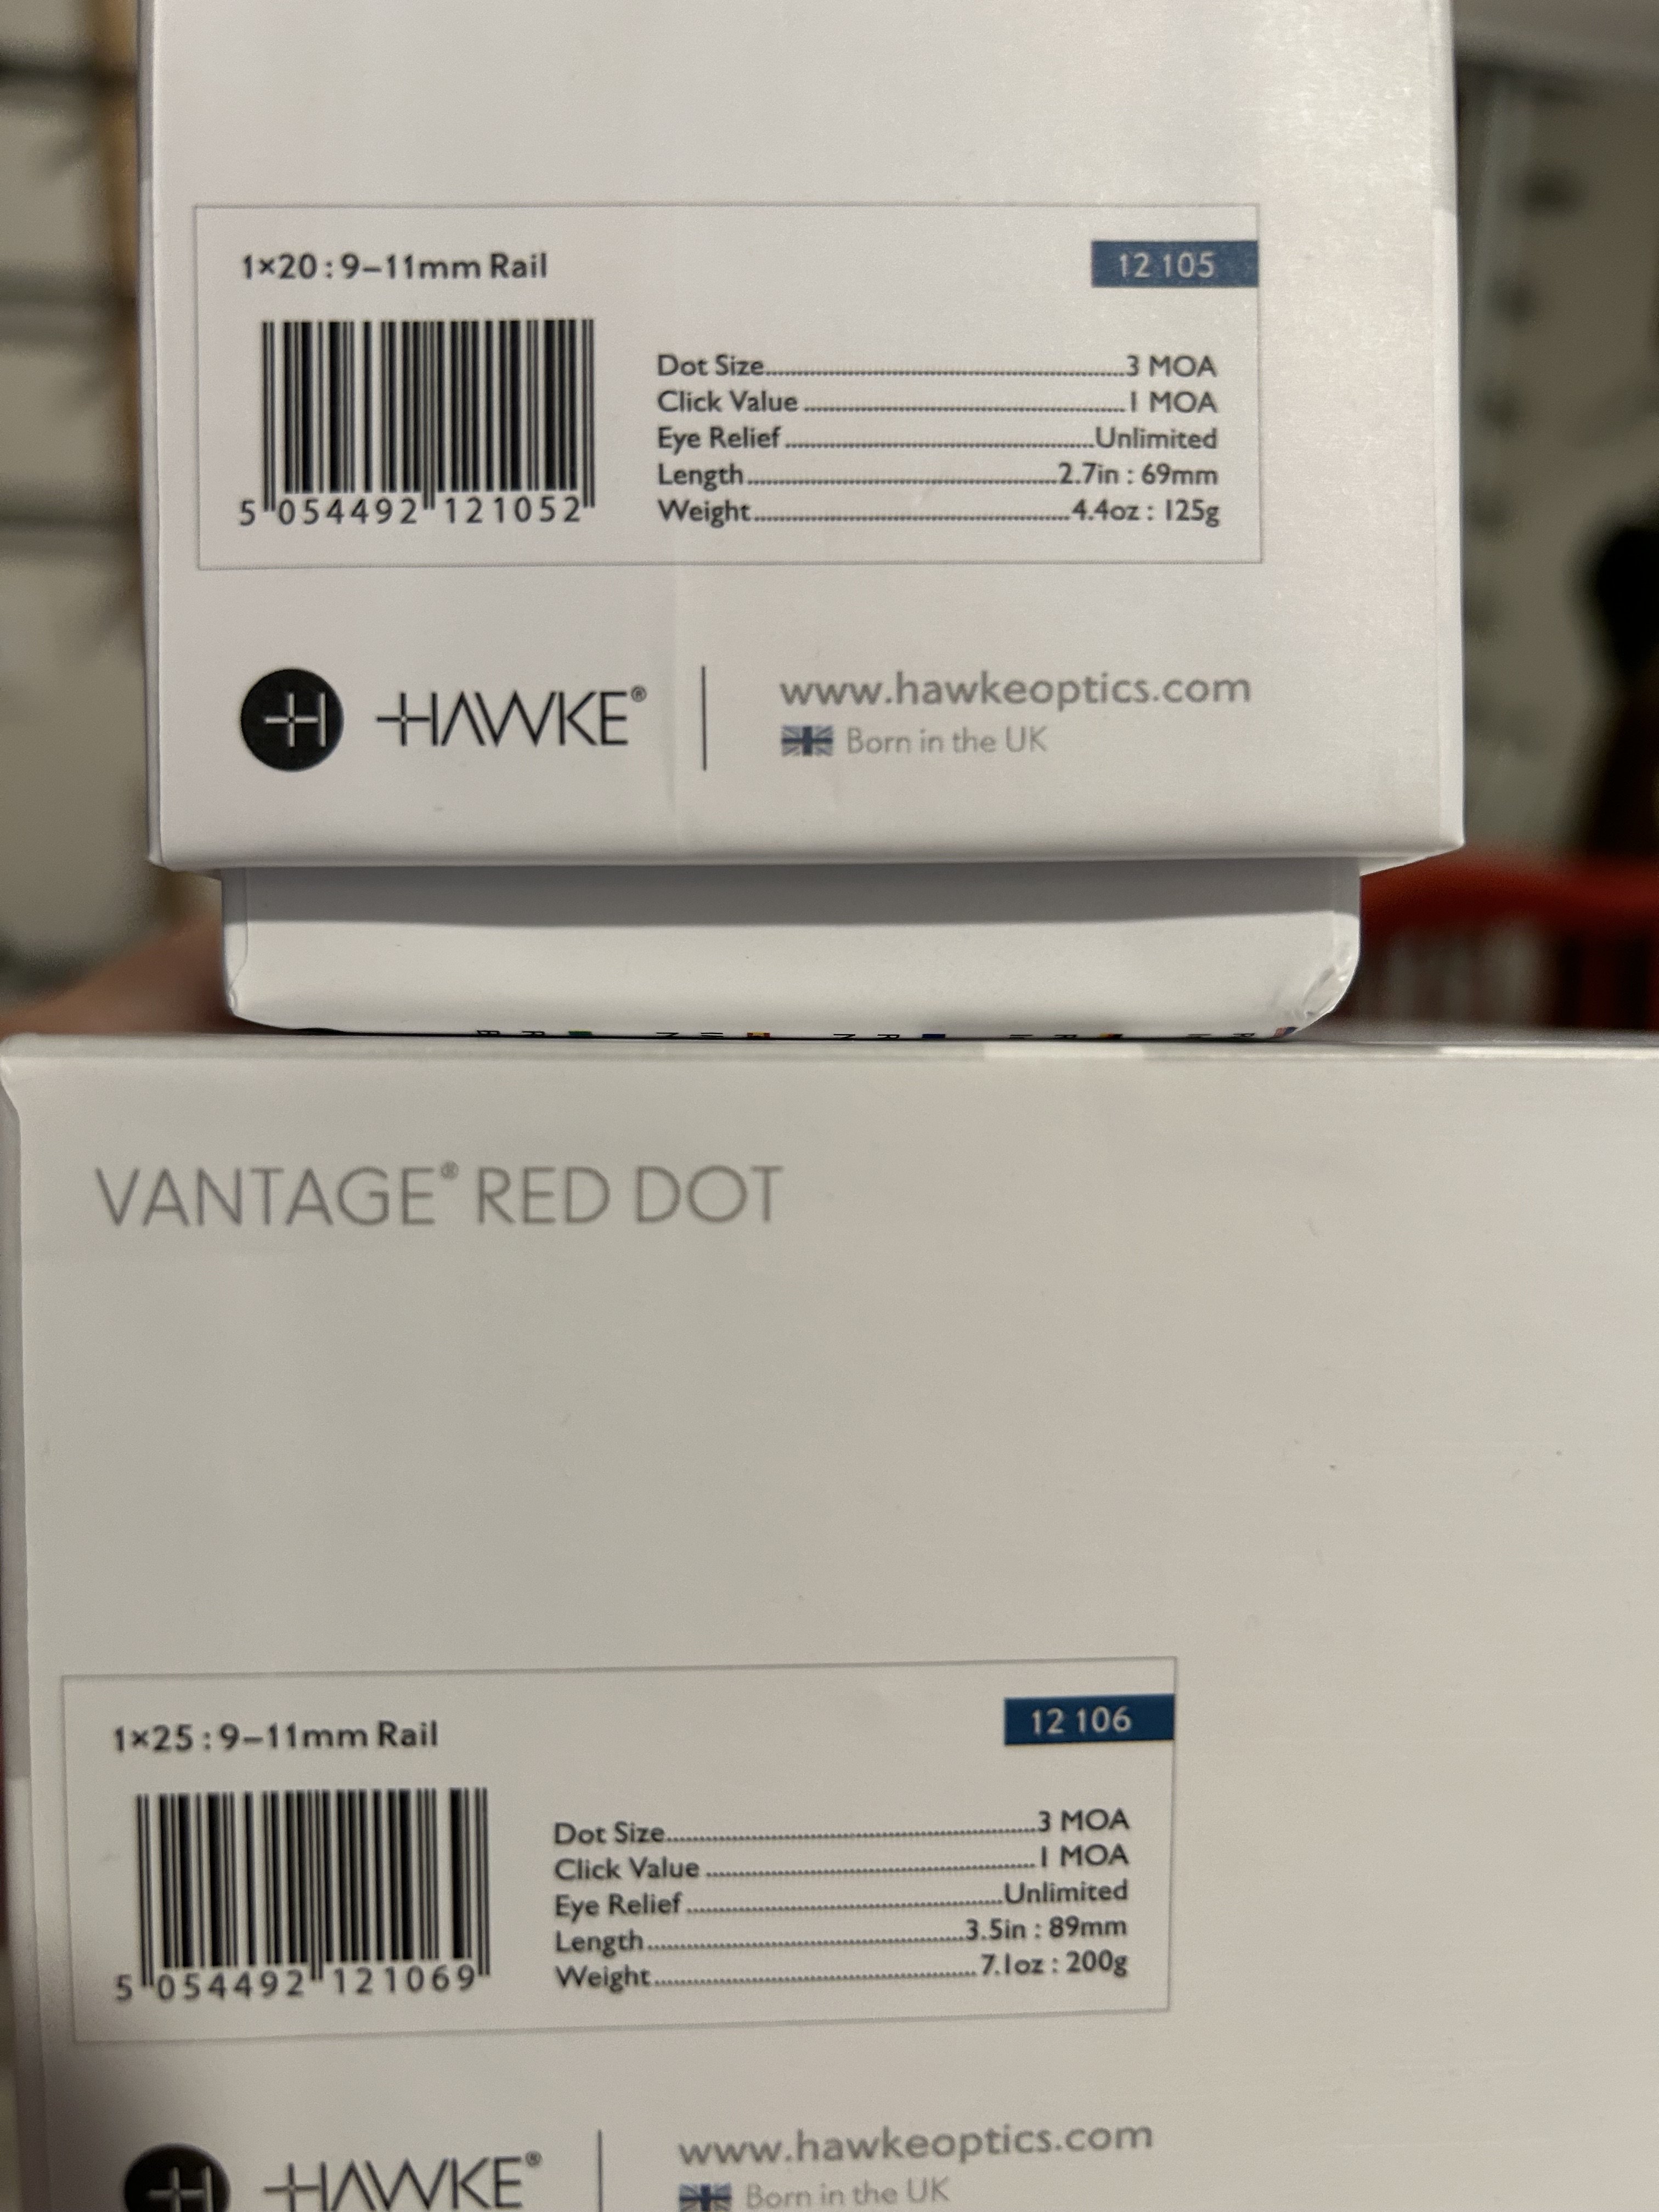 1×20 : 9–11mm Rail
12 105
Dot Size 3 MOA
Click Value 1 MOA
Eye Relief Unlimited
Length 2.7in : 69mm
Weight 4.4oz : 125g
5 054492 121052
H HAWKE®
www.hawkeoptics.com
Born in the UK
VANTAGE® RED DOT
1×25 : 9–11mm Rail
12 106
Dot Size 3 MOA
Click Value 1 MOA
Eye Relief Unlimited
Length 3.5in : 89mm
Weight 7.1oz : 200g
5 054492 121069
H HAWKE®
www.hawkeoptics.com
Born in the UK